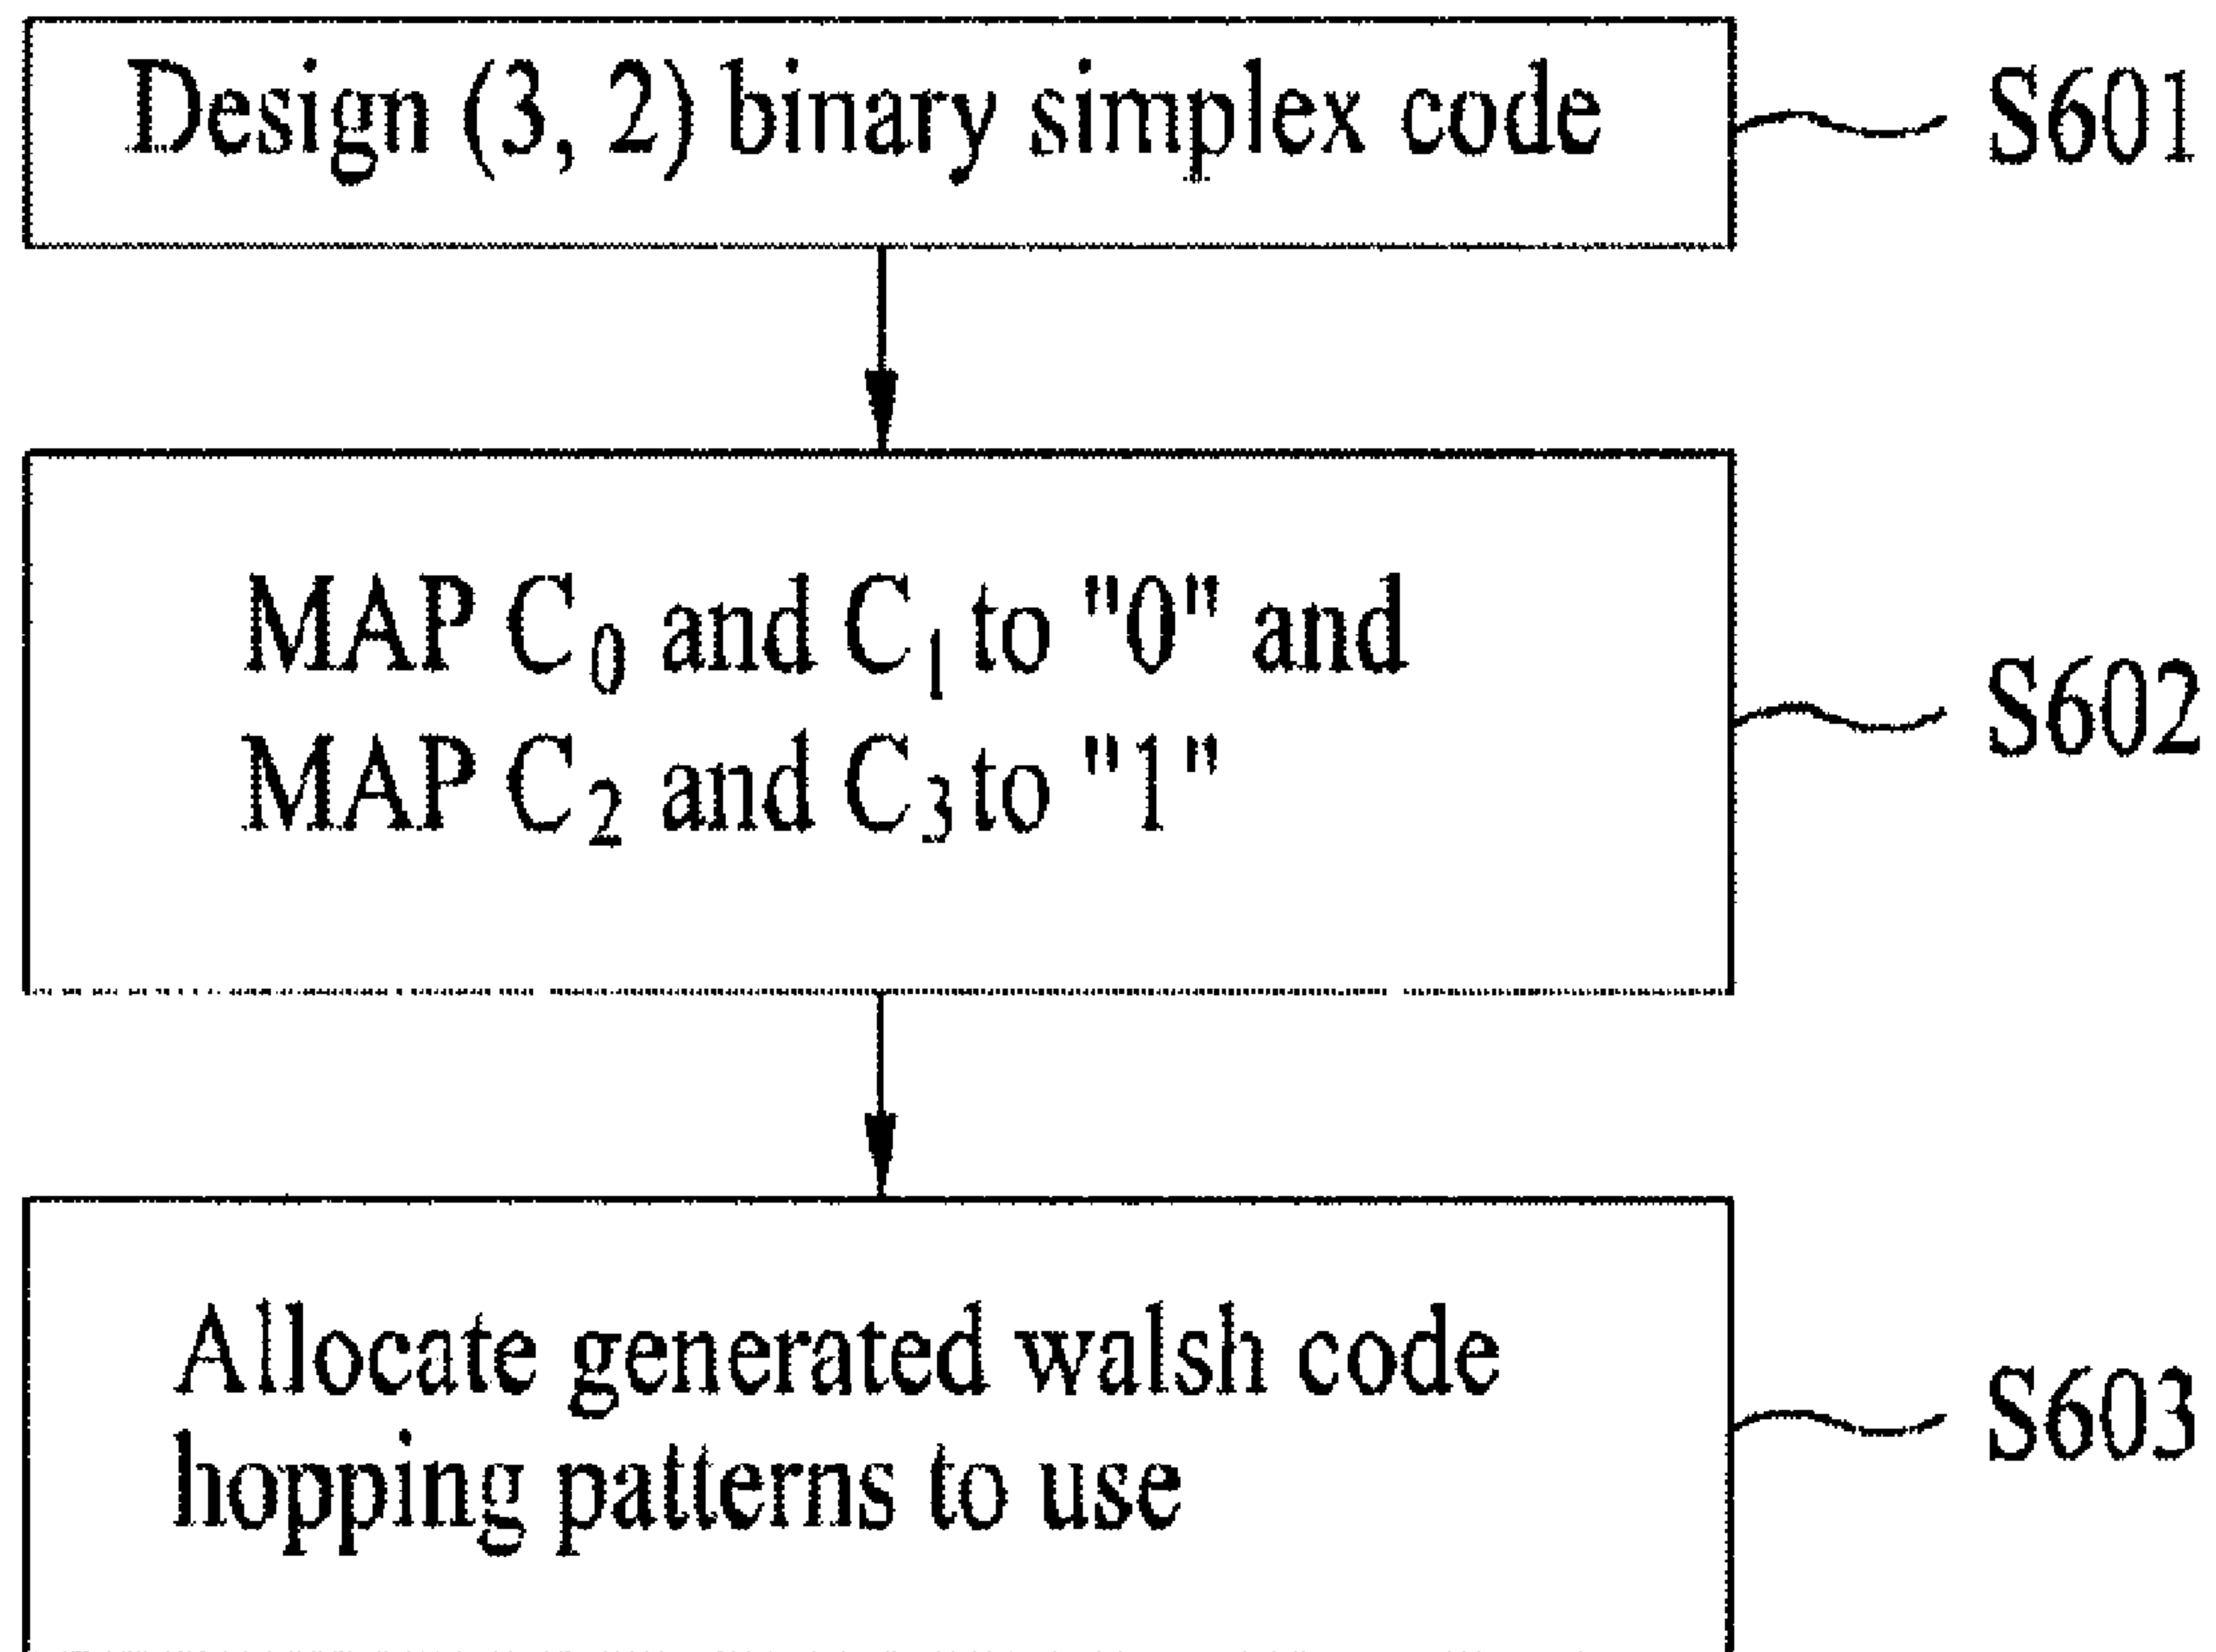 Design (3, 2) binary simplex code
S601
MAP C₀ and C₁ to "0" and
MAP C₂ and C₃ to "1"
S602
Allocate generated walsh code
hopping patterns to use
S603